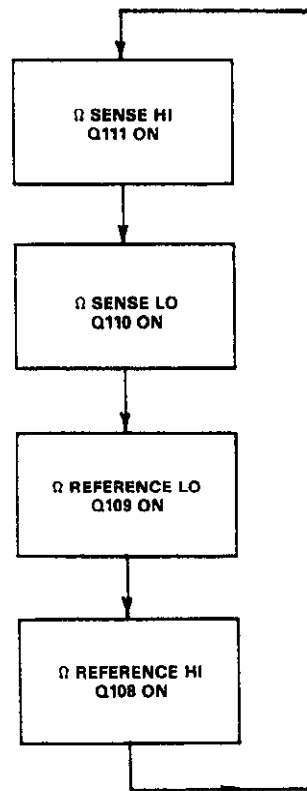 Ω SENSE HI
Q111 ON
Ω SENSE LO
Q110 ON
Ω REFERENCE LO
Q109 ON
Ω REFERENCE HI
Q108 ON